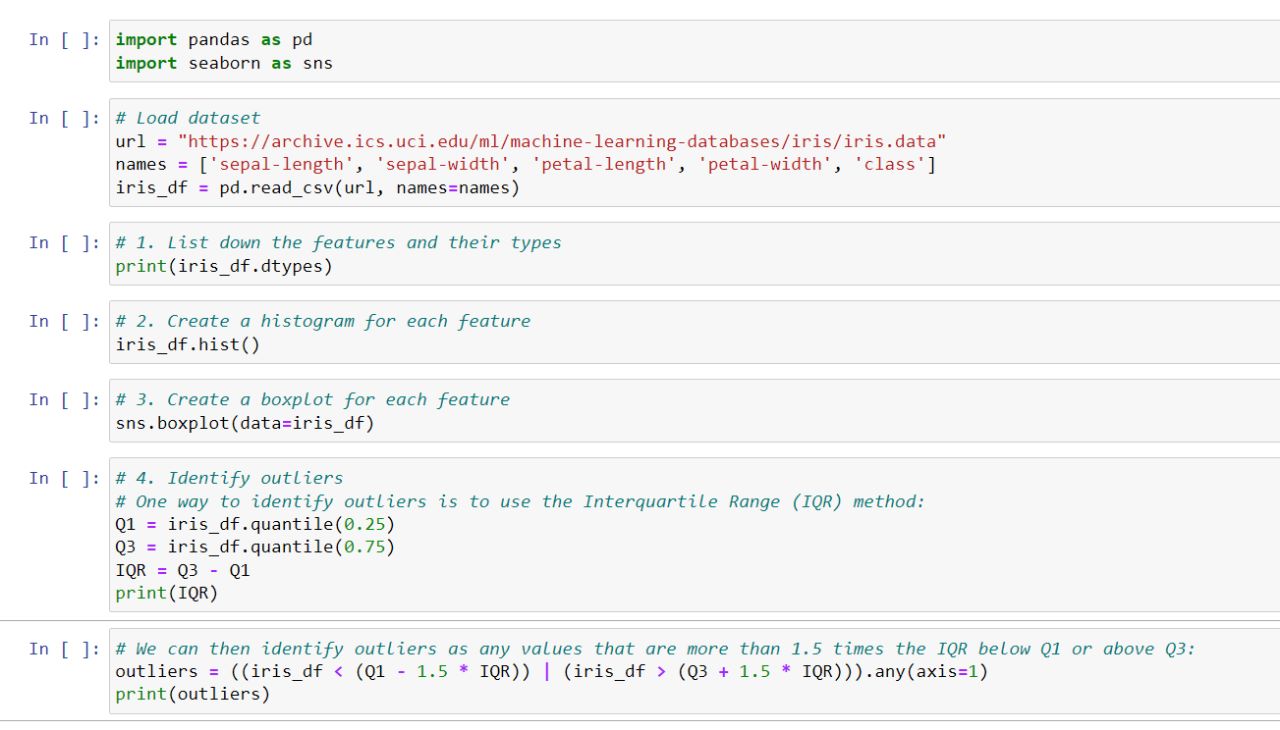 In [ ]: import pandas as pd
import seaborn as sns
In [ ]: # Load dataset
url = "https://archive.ics.uci.edu/ml/machine-learning-databases/iris/iris.data"
names = ['sepal-length', 'sepal-width', 'petal-length', 'petal-width', 'class']
iris_df = pd.read_csv(url, names=names)
In [ ]: # 1. List down the features and their types
print(iris_df.dtypes)
In [ ]: # 2. Create a histogram for each feature
iris_df.hist()
In [ ]: # 3. Create a boxplot for each feature
sns.boxplot(data=iris_df)
In [ ]: # 4. Identify outliers
# One way to identify outliers is to use the Interquartile Range (IQR) method:
Q1 = iris_df.quantile(0.25)
Q3 = iris_df.quantile(0.75)
IQR = Q3 - Q1
print(IQR)
In [ ]: # We can then identify outliers as any values that are more than 1.5 times the IQR below Q1 or above Q3:
outliers = ((iris_df < (Q1 - 1.5 * IQR)) | (iris_df > (Q3 + 1.5 * IQR))).any(axis=1)
print(outliers)